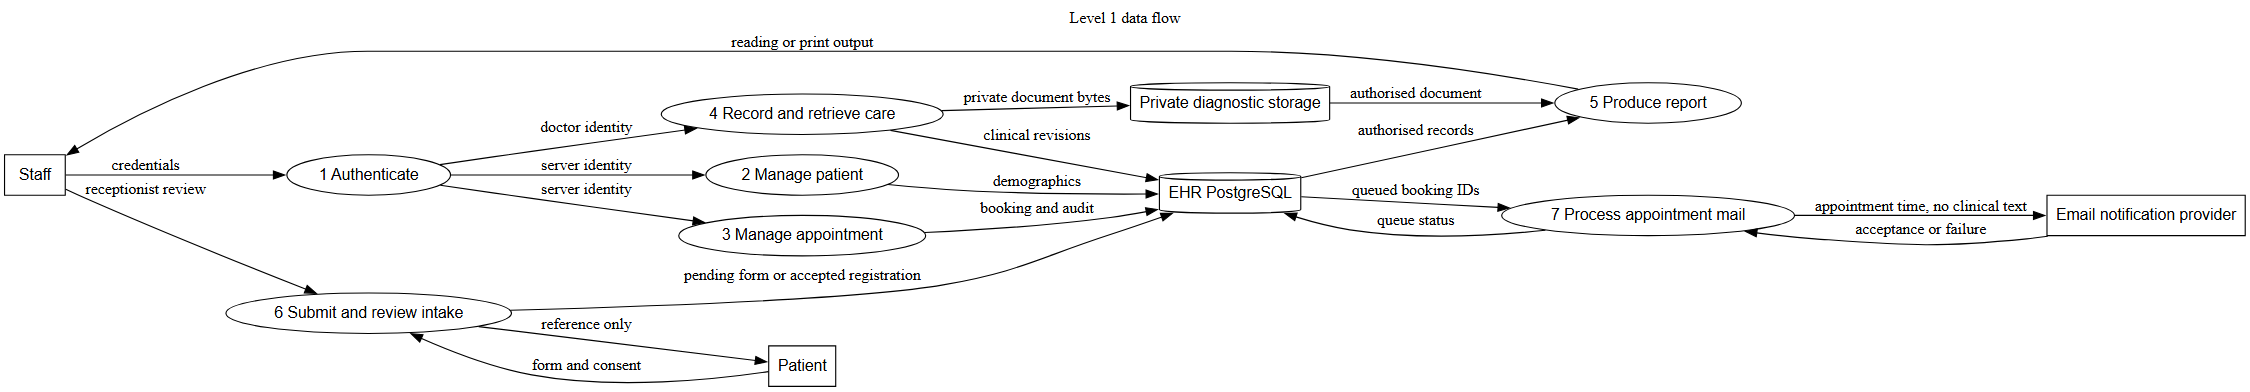 Level 1 data flow
reading or print output
private document bytes
Private diagnostic storage
authorised document
5 Produce report
4 Record and retrieve care
doctor identity
clinical revisions
authorised records
Staff
credentials
1 Authenticate
server identity
2 Manage patient
receptionist review
server identity
demographics
EHR PostgreSQL
queued booking IDs
booking and audit
3 Manage appointment
queue status
7 Process appointment mail
appointment time, no clinical text
Email notification provider
acceptance or failure
pending form or accepted registration
6 Submit and review intake
reference only
form and consent
Patient